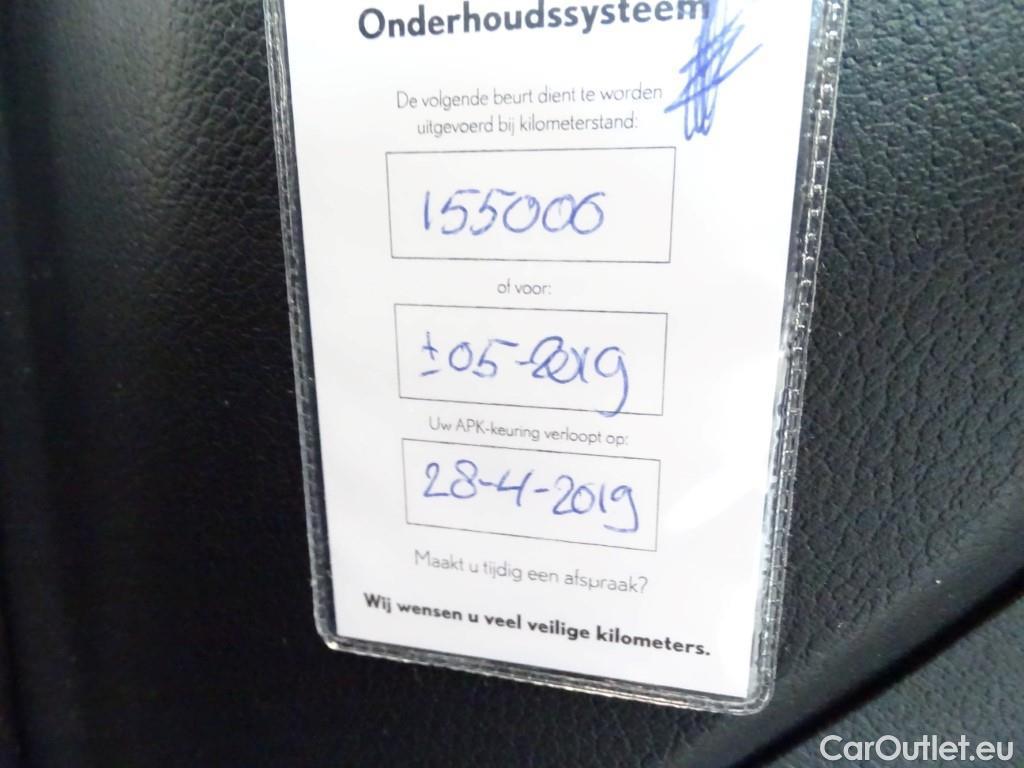 Onderhoudssysteem
De volgende beurt dient te worden
uitgevoerd bij kilometerstand:
155000
of voor:
± 05-2019
Uw APK-keuring verloopt op:
28-4-2019
Maakt u tijdig een afspraak?
Wij wensen u veel veilige kilometers.
CarOutlet.eu